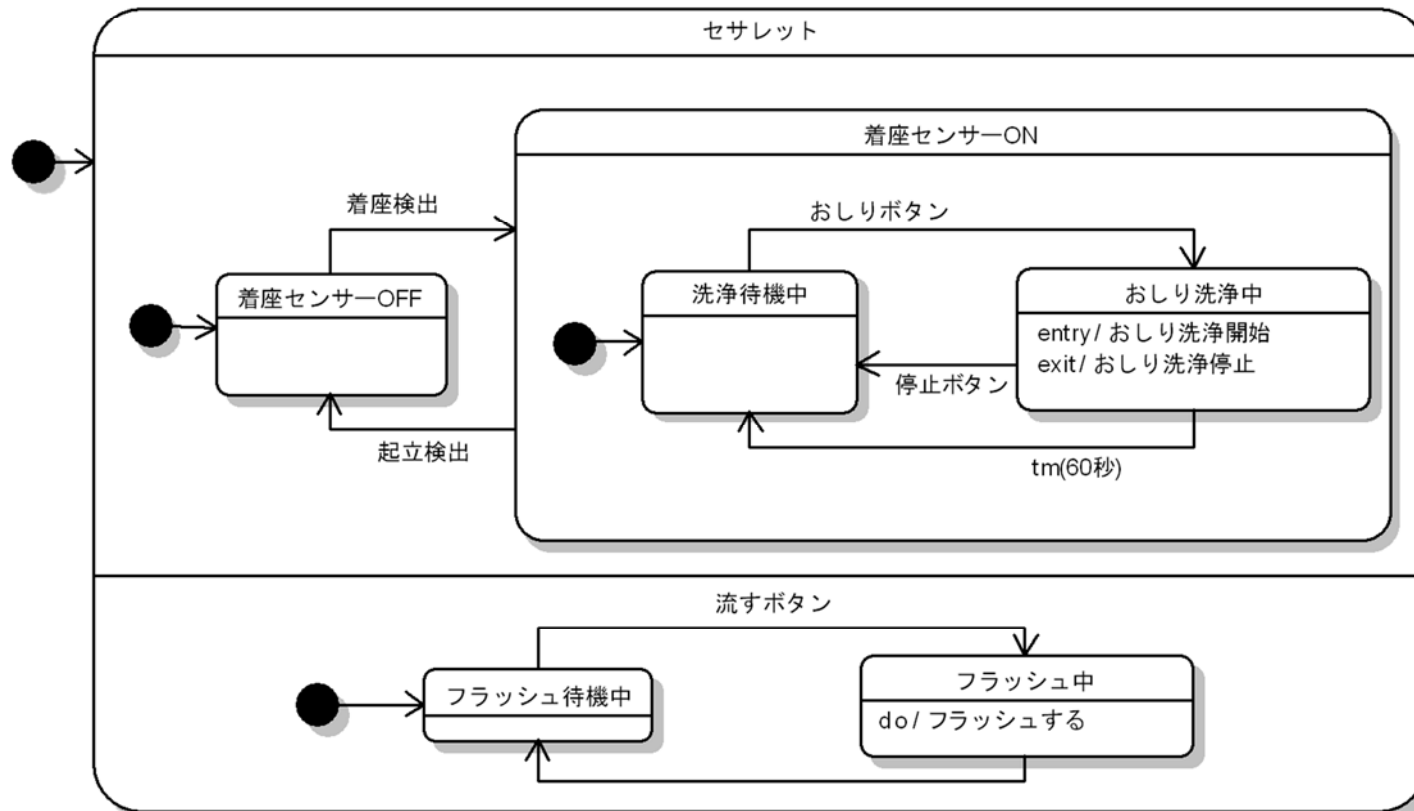 セサレット
着座センサーON
着座検出
おしりボタン
着座センサーOFF
洗浄待機中
おしり洗浄中
entry/ おしり洗浄開始
exit/ おしり洗浄停止
停止ボタン
起立検出
tm(60秒)
流すボタン
フラッシュ待機中
フラッシュ中
do/ フラッシュする